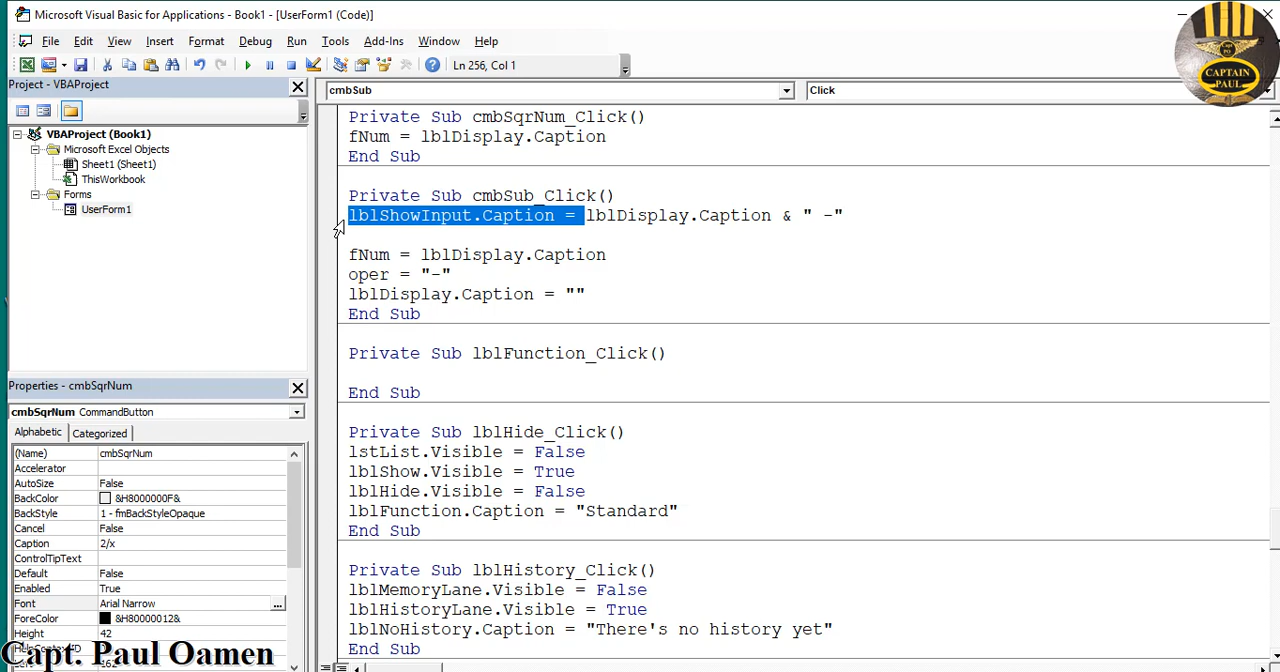 Microsoft Visual Basic for Applications - Book1 - [UserForm1 (Code)]
File Edit View Insert Format Debug Run Tools Add-Ins Window Help
Ln 256, Col 1
Capt
PO
CAPTAIN
PAUL
Project - VBAProject
VBAProject (Book1)
Microsoft Excel Objects
Sheet1 (Sheet1)
ThisWorkbook
Forms
UserForm1
Properties - cmbSqrNum
cmbSqrNum CommandButton
Alphabetic Categorized
(Name) cmbSqrNum
Accelerator
AutoSize False
BackColor &H8000000F&
BackStyle 1 - fmBackStyleOpaque
Cancel False
Caption 2/x
ControlTipText
Default False
Enabled True
Font Arial Narrow ...
ForeColor &H80000012&
Height 42
Capt. Paul Oamen
cmbSub Click
Private Sub cmbSqrNum_Click()
fNum = lblDisplay.Caption
End Sub
Private Sub cmbSub_Click()
lblShowInput.Caption = lblDisplay.Caption & " -"
fNum = lblDisplay.Caption
oper = "-"
lblDisplay.Caption = ""
End Sub
Private Sub lblFunction_Click()
End Sub
Private Sub lblHide_Click()
lstList.Visible = False
lblShow.Visible = True
lblHide.Visible = False
lblFunction.Caption = "Standard"
End Sub
Private Sub lblHistory_Click()
lblMemoryLane.Visible = False
lblHistoryLane.Visible = True
lblNoHistory.Caption = "There's no history yet"
End Sub